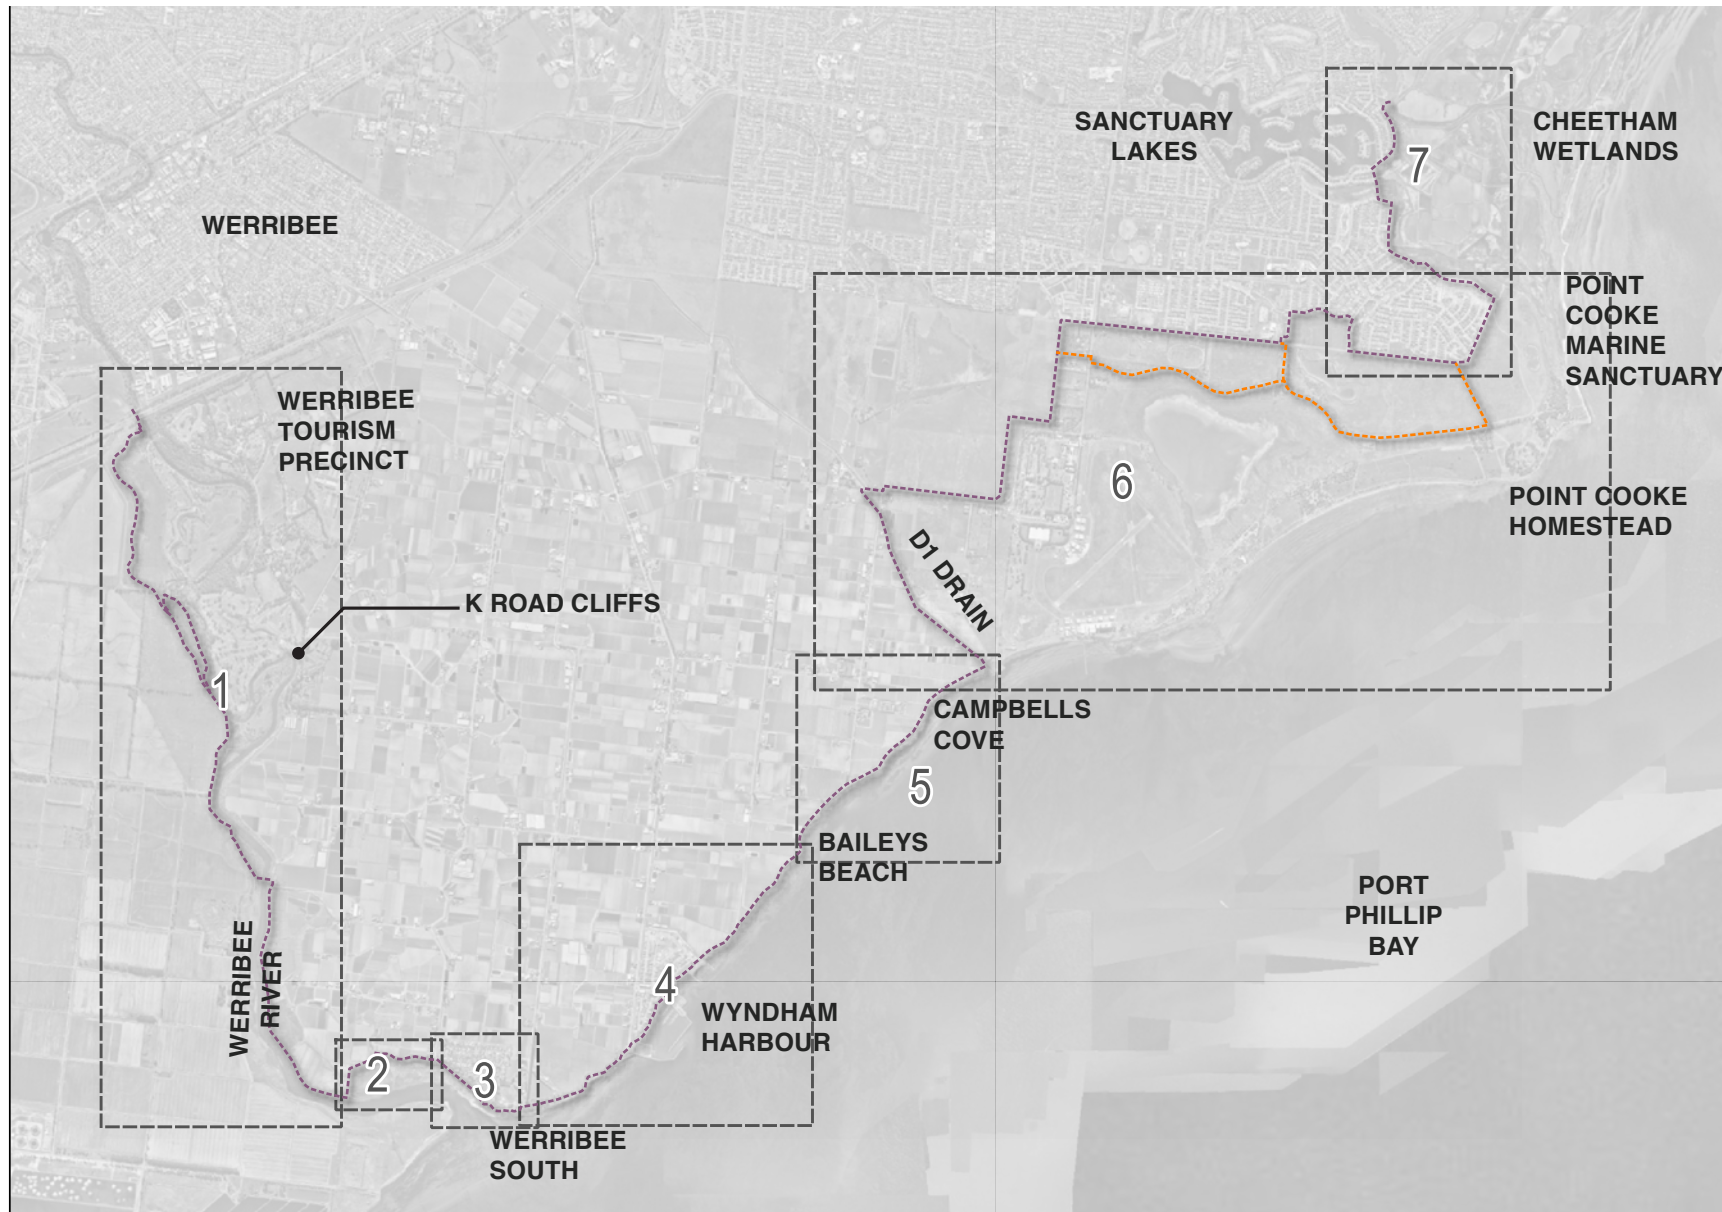 SANCTUARY
LAKES
CHEETHAM
WETLANDS
7
WERRIBEE
POINT
COOKE
MARINE
SANCTUARY
WERRIBEE
TOURISM
PRECINCT
6
POINT COOKE
HOMESTEAD
D1 DRAIN
K ROAD CLIFFS
1
CAMPBELLS
COVE
5
BAILEYS
BEACH
PORT
PHILLIP
BAY
WERRIBEE
RIVER
4
WYNDHAM
HARBOUR
2
3
WERRIBEE
SOUTH